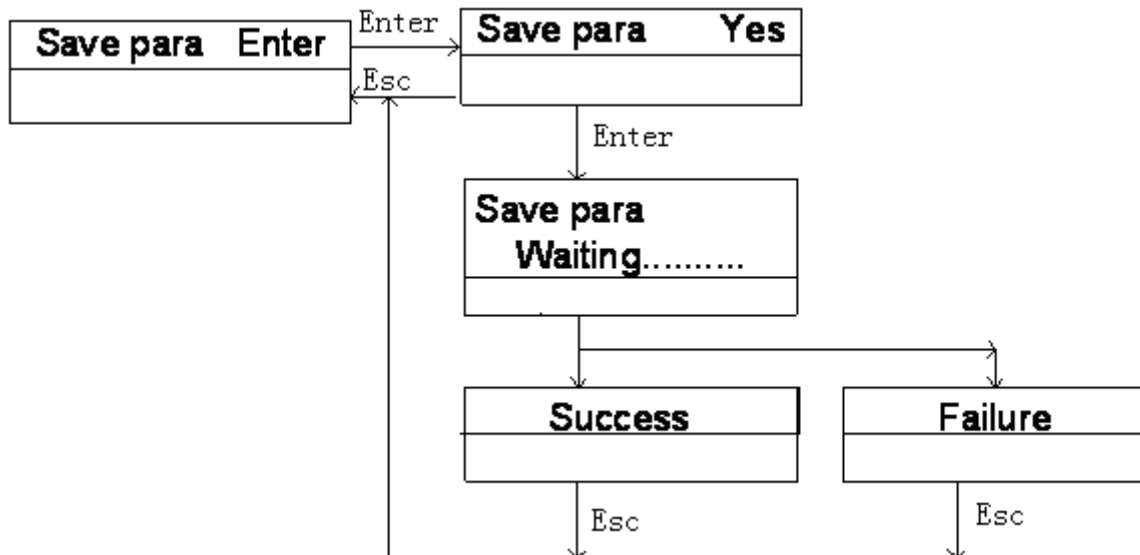 Save para Enter
Enter
Save para Yes
Esc
Enter
Save para
Waiting...........
Success
Failure
Esc
Esc